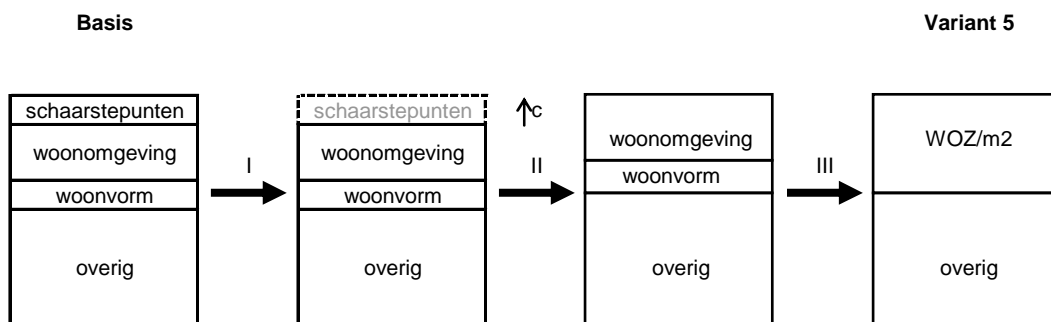 Basis
Variant 5
schaarstepunten
woonomgeving
woonvorm
overig
I
schaarstepunten
woonomgeving
woonvorm
overig
c
II
woonomgeving
woonvorm
overig
III
WOZ/m2
overig